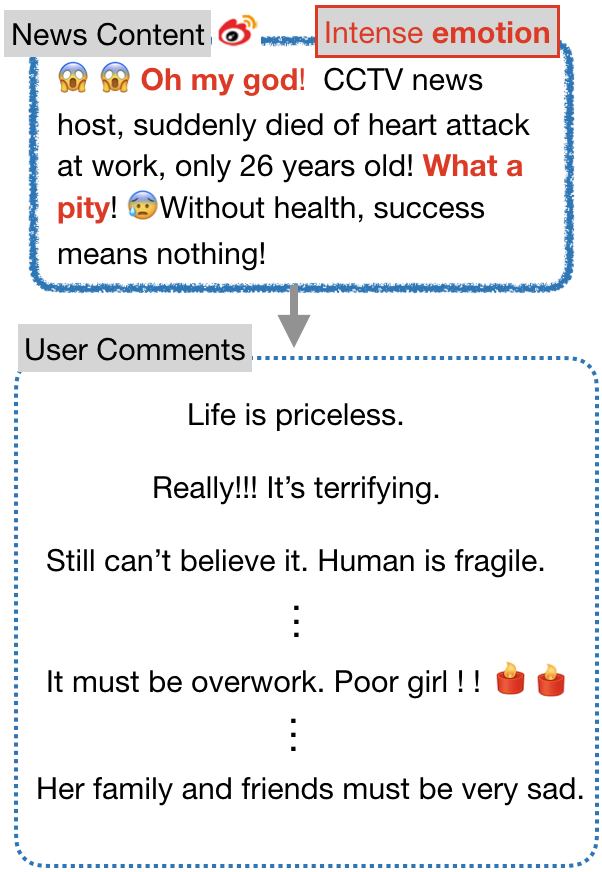 News Content
Intense emotion
😱 😱 Oh my god! CCTV news
host, suddenly died of heart attack
at work, only 26 years old! What a
pity! 😰Without health, success
means nothing!
User Comments
Life is priceless.
Really!!! It’s terrifying.
Still can’t believe it. Human is fragile.
⋮
It must be overwork. Poor girl ! ! 🕯️ 🕯️
⋮
Her family and friends must be very sad.